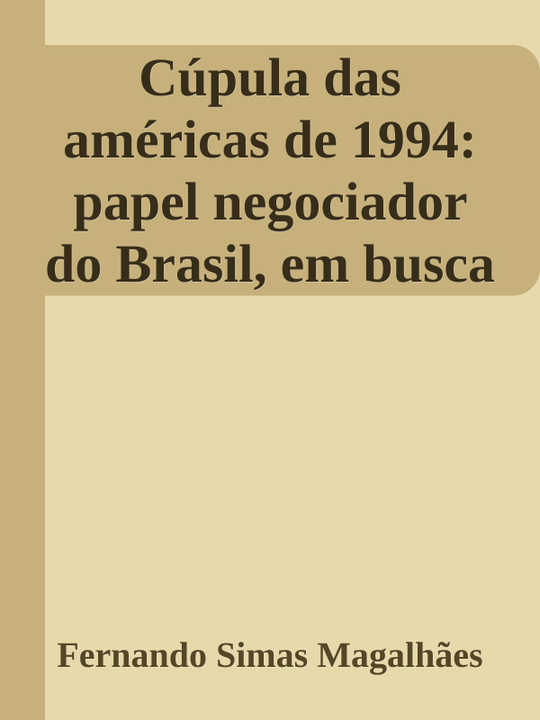 Cúpula das
américas de 1994:
papel negociador
do Brasil, em busca
Fernando Simas Magalhães